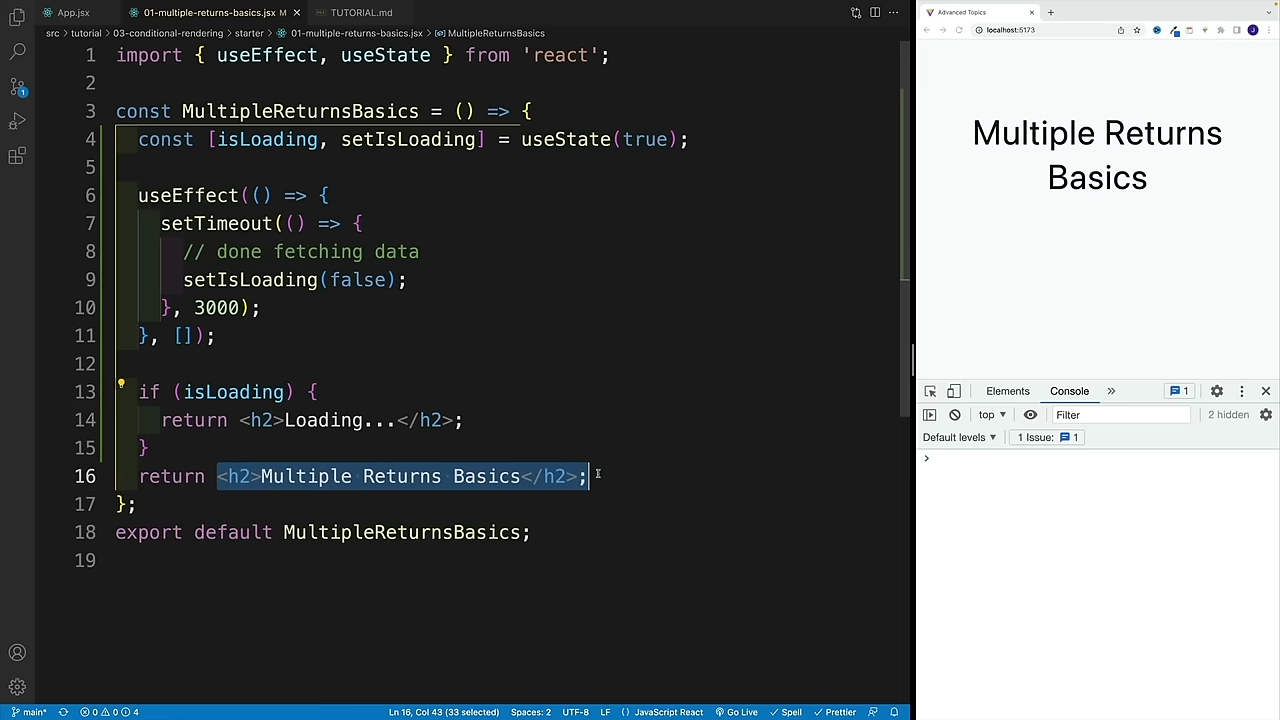 App.jsx
01-multiple-returns-basics.jsx M
TUTORIAL.md
src > tutorial > 03-conditional-rendering > starter > 01-multiple-returns-basics.jsx > MultipleReturnsBasics
1 import { useEffect, useState } from 'react';
2
3 const MultipleReturnsBasics = () => {
4 const [isLoading, setIsLoading] = useState(true);
5
6 useEffect(() => {
7 setTimeout(() => {
8 // done fetching data
9 setIsLoading(false);
10 }, 3000);
11 }, []);
12
13 if (isLoading) {
14 return <h2>Loading...</h2>;
15 }
16 return <h2>Multiple Returns Basics</h2>;
17 };
18 export default MultipleReturnsBasics;
19
1
main*
0 0 4
Ln 16, Col 43 (33 selected)
Spaces: 2
UTF-8
LF
{} JavaScript React
Go Live
Spell
Prettier
Advanced Topics
localhost:5173
J
Multiple Returns
Basics
Elements
Console
1
top
Filter
2 hidden
Default levels
1 Issue: 1
>